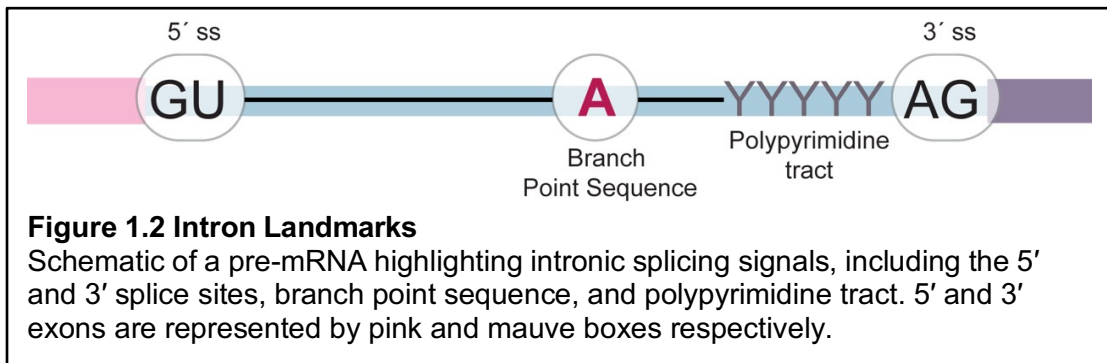 5′ ss 3′ ss
GU A YYYYY AG
Branch
Point Sequence
Polypyrimidine
tract
Figure 1.2 Intron Landmarks
Schematic of a pre-mRNA highlighting intronic splicing signals, including the 5′
and 3′ splice sites, branch point sequence, and polypyrimidine tract. 5′ and 3′
exons are represented by pink and mauve boxes respectively.